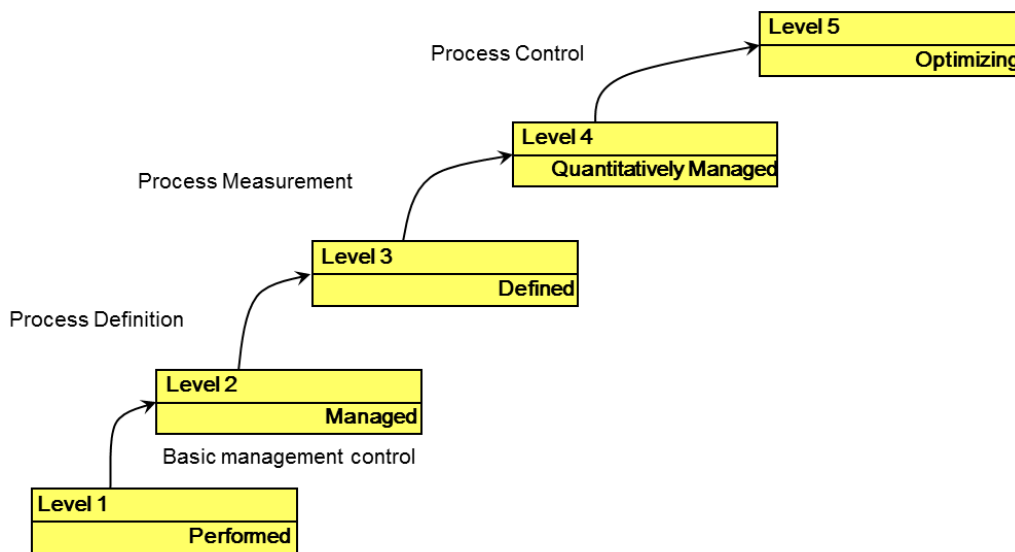 Level 5
Process Control
Optimizing
Level 4
Quantitatively Managed
Process Measurement
Level 3
Defined
Process Definition
Level 2
Managed
Basic management control
Level 1
Performed